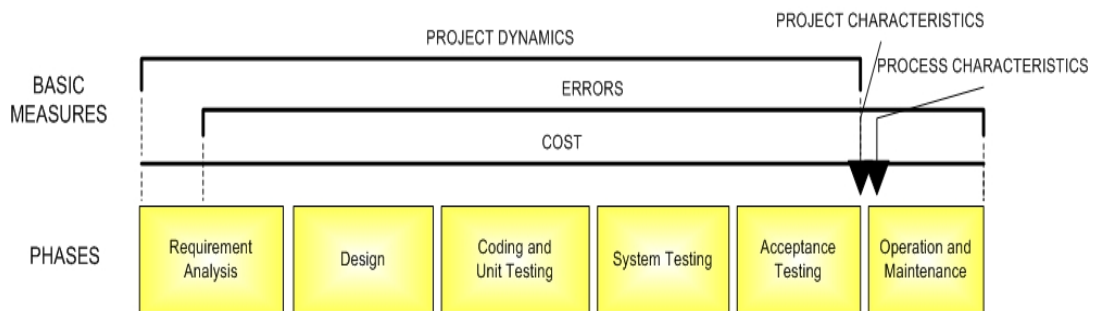 PROJECT CHARACTERISTICS
PROJECT DYNAMICS
PROCESS CHARACTERISTICS
BASIC
MEASURES
ERRORS
COST
PHASES
Requirement
Analysis
Design
Coding and
Unit Testing
System Testing
Acceptance
Testing
Operation and
Maintenance